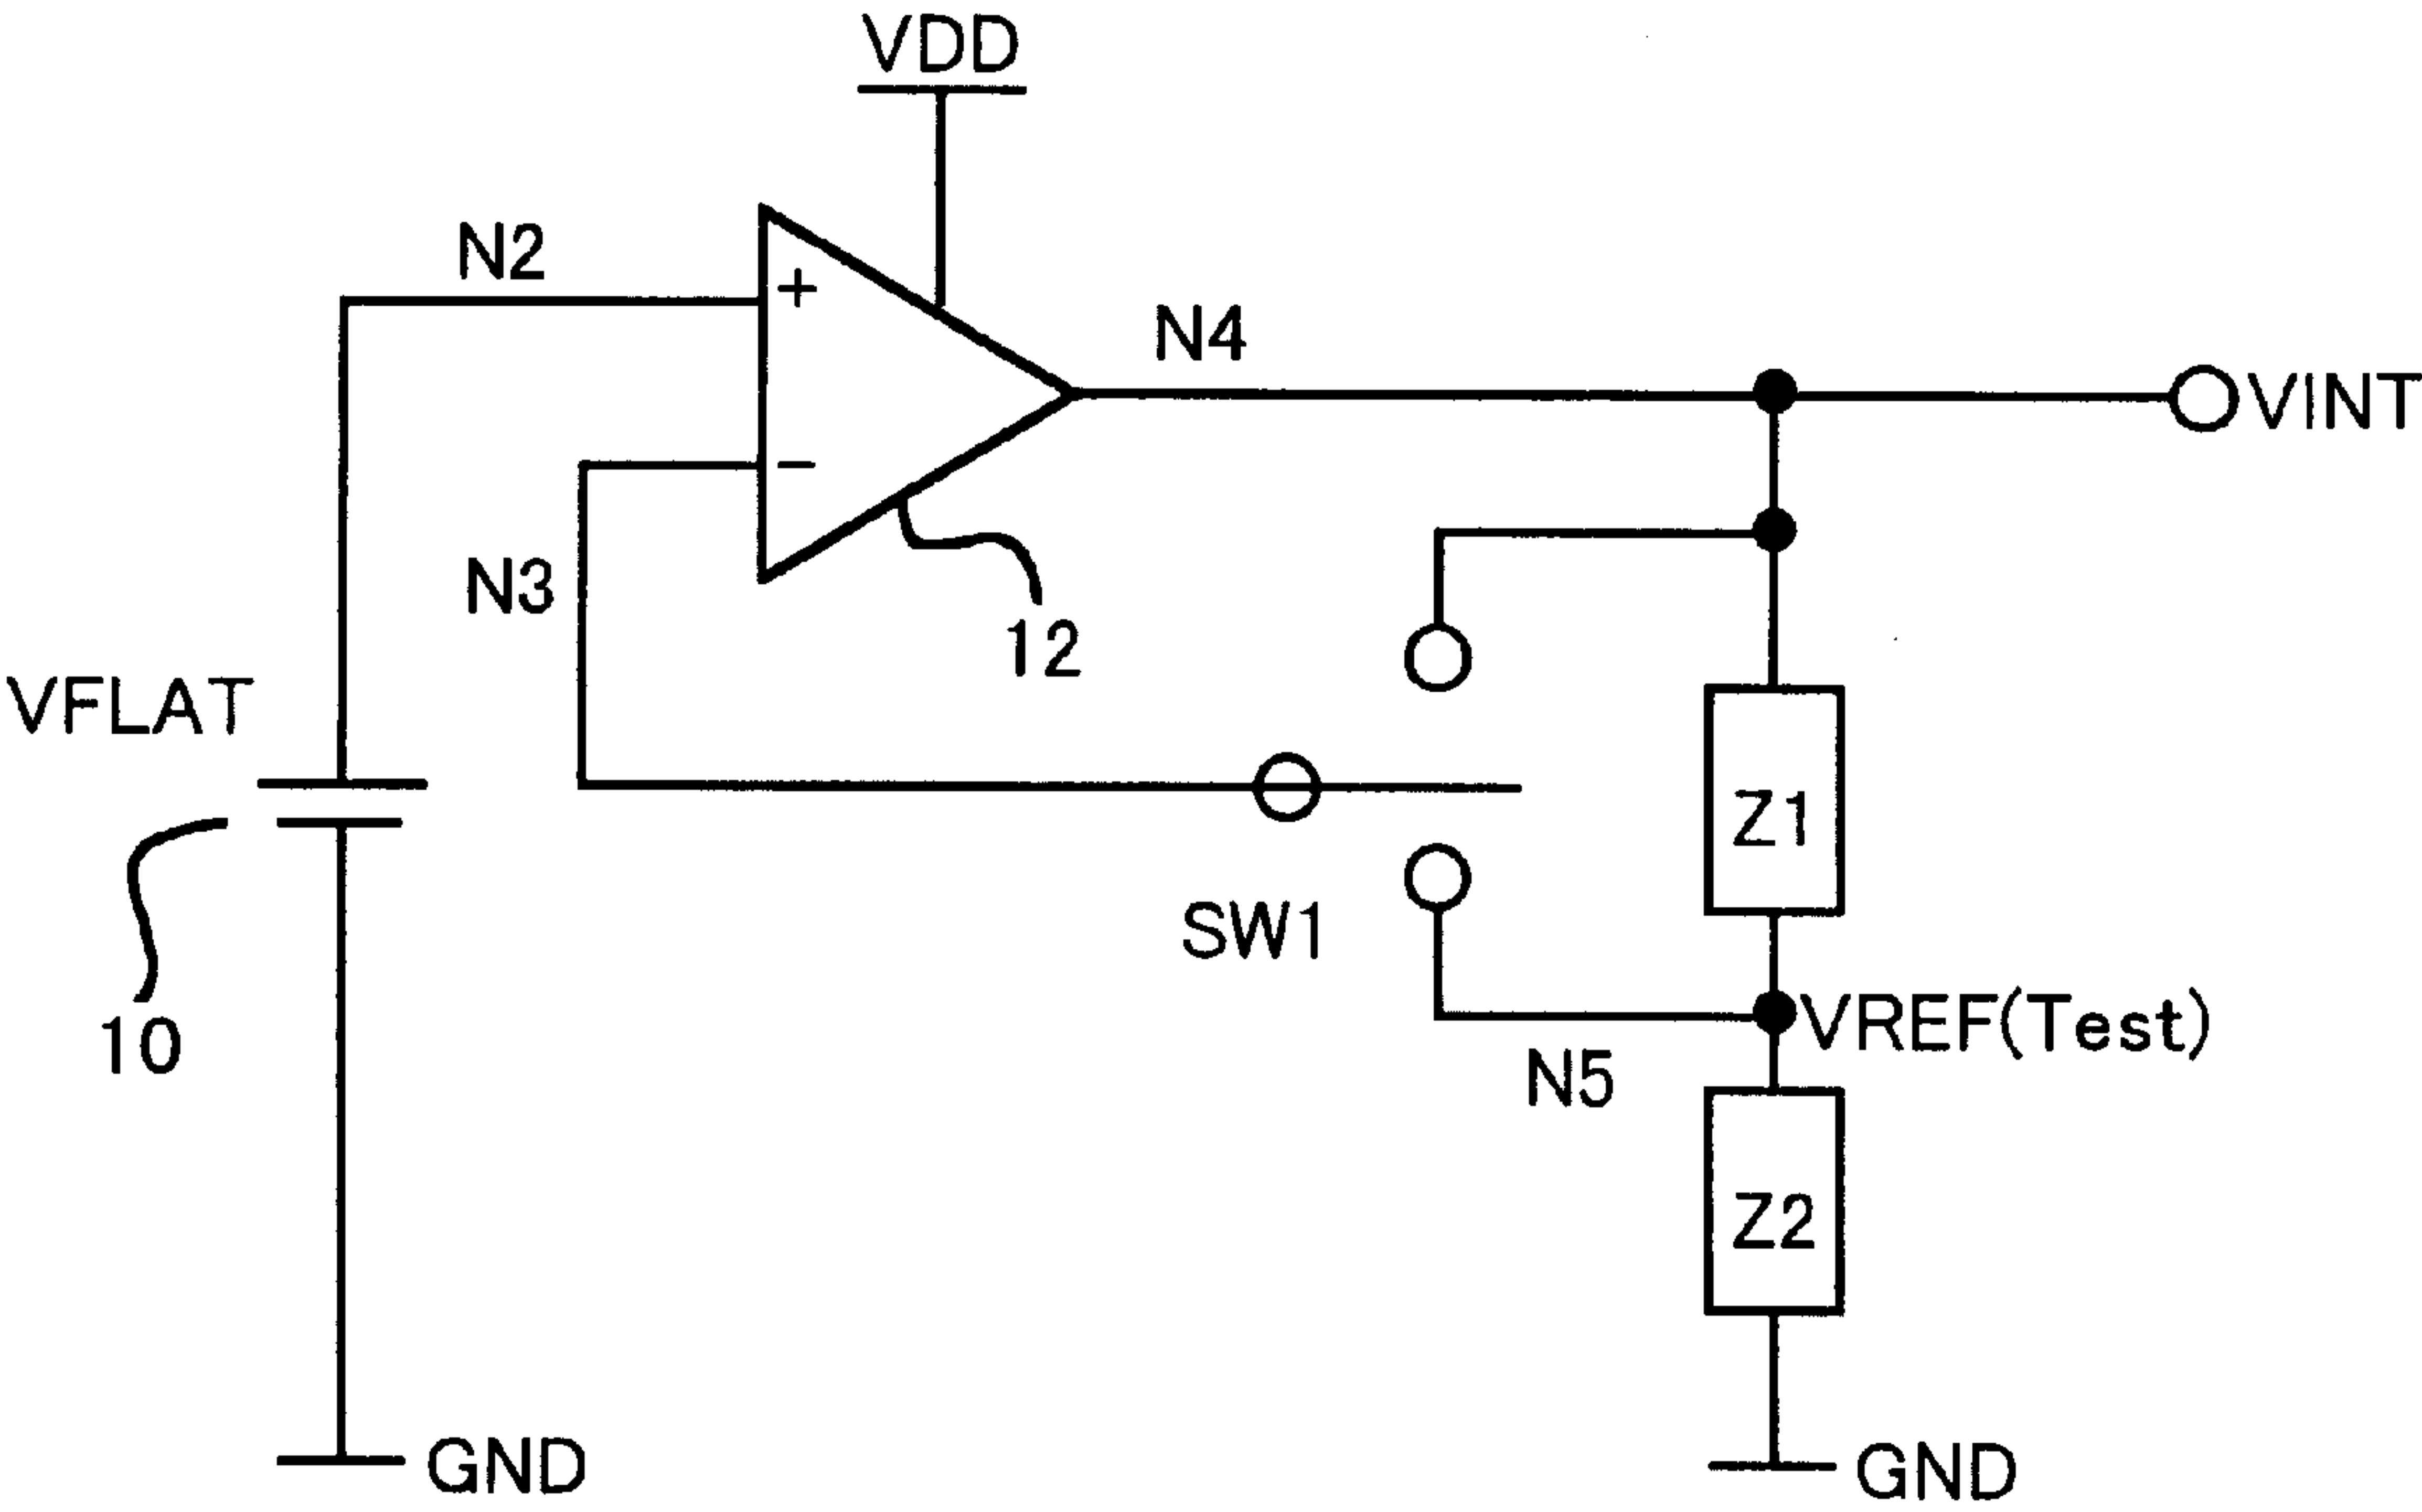 VDD
N2
+
N4
VINT
−
N3
12
VFLAT
Z1
SW1
10
VREF(Test)
N5
Z2
GND
GND